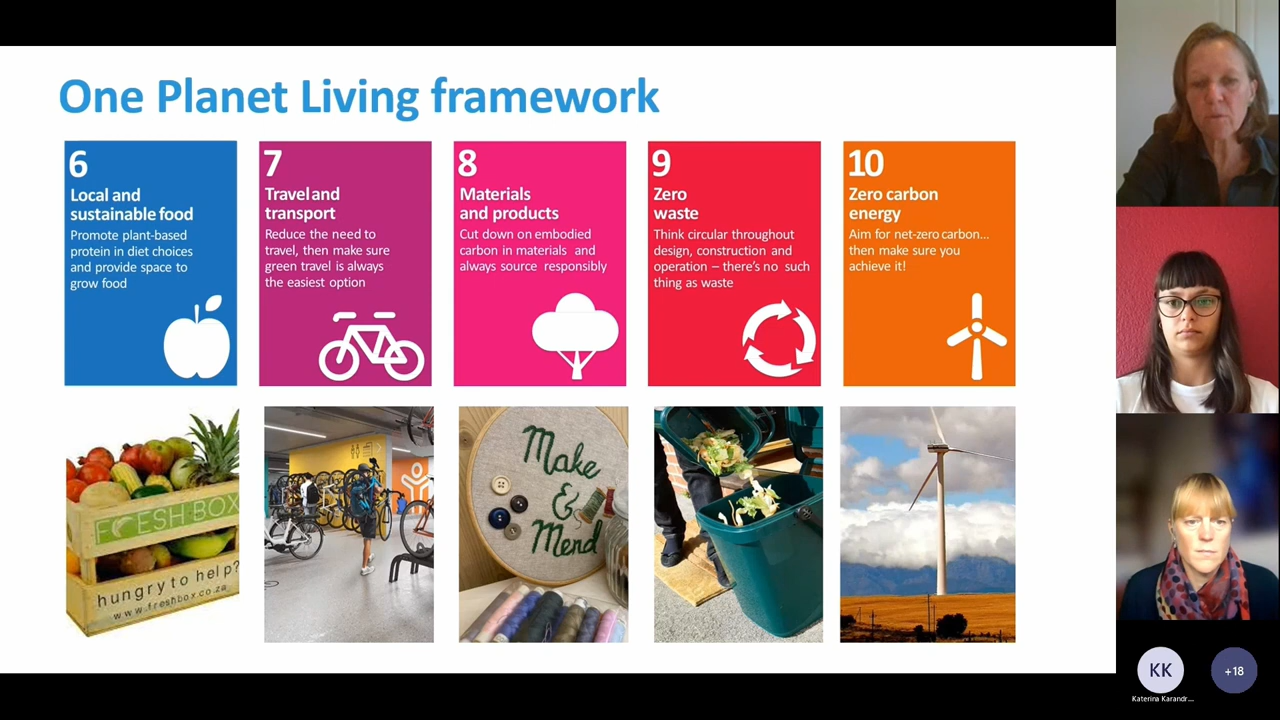 One Planet Living framework
6
Local and
sustainable food
Promote plant-based
protein in diet choices
and provide space to
grow food
7
Travel and
transport
Reduce the need to
travel, then make sure
green travel is always
the easiest option
8
Materials
and products
Cut down on embodied
carbon in materials and
always source responsibly
9
Zero
waste
Think circular throughout
design, construction and
operation – there's no such
thing as waste
10
Zero carbon
energy
Aim for net-zero carbon...
then make sure you
achieve it!
FRESHBOX
hungry to help?
www.freshbox.co.za
Make
&
Mend
KK
+18
Katerina Karandr...